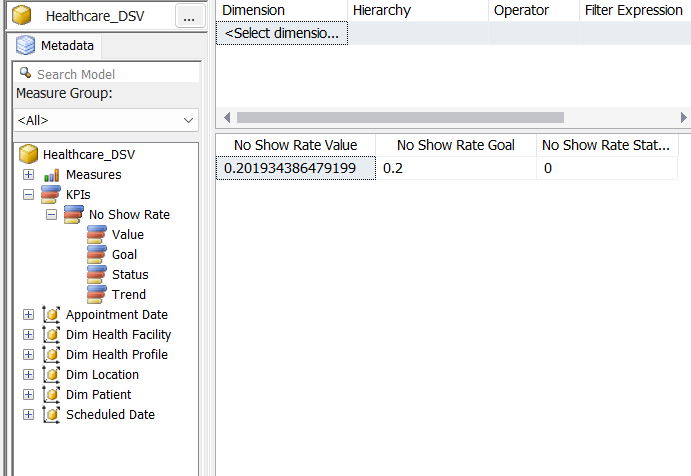 Healthcare_DSV
...
Metadata
Search Model
Measure Group:
<All>
Healthcare_DSV
Measures
KPIs
No Show Rate
Value
Goal
Status
Trend
Appointment Date
Dim Health Facility
Dim Health Profile
Dim Location
Dim Patient
Scheduled Date
Dimension Hierarchy Operator Filter Expression
<Select dimensio...
No Show Rate Value No Show Rate Goal No Show Rate Stat...
0.201934386479199 0.2 0